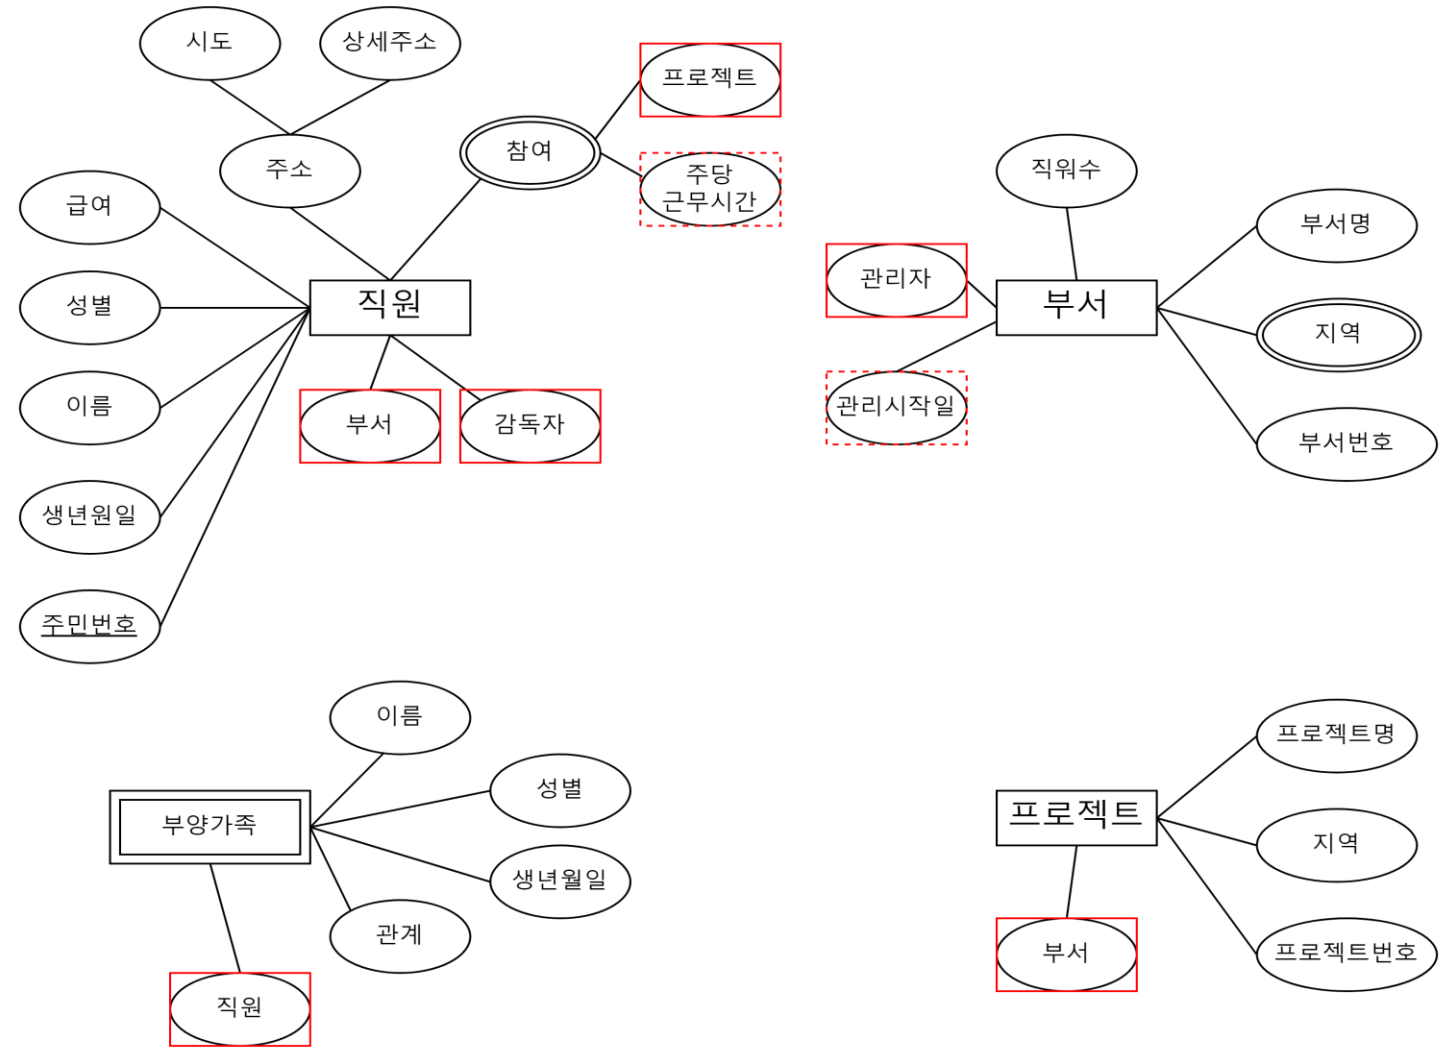 시도
상세주소
프로젝트
주소
참여
주당
근무시간
급여
성별
직원
이름
부서
감독자
생년원일
주민번호
직워수
부서명
관리자
부서
지역
관리시작일
부서번호
이름
성별
부양가족
생년월일
관계
직원
프로젝트명
프로젝트
지역
부서
프로젝트번호